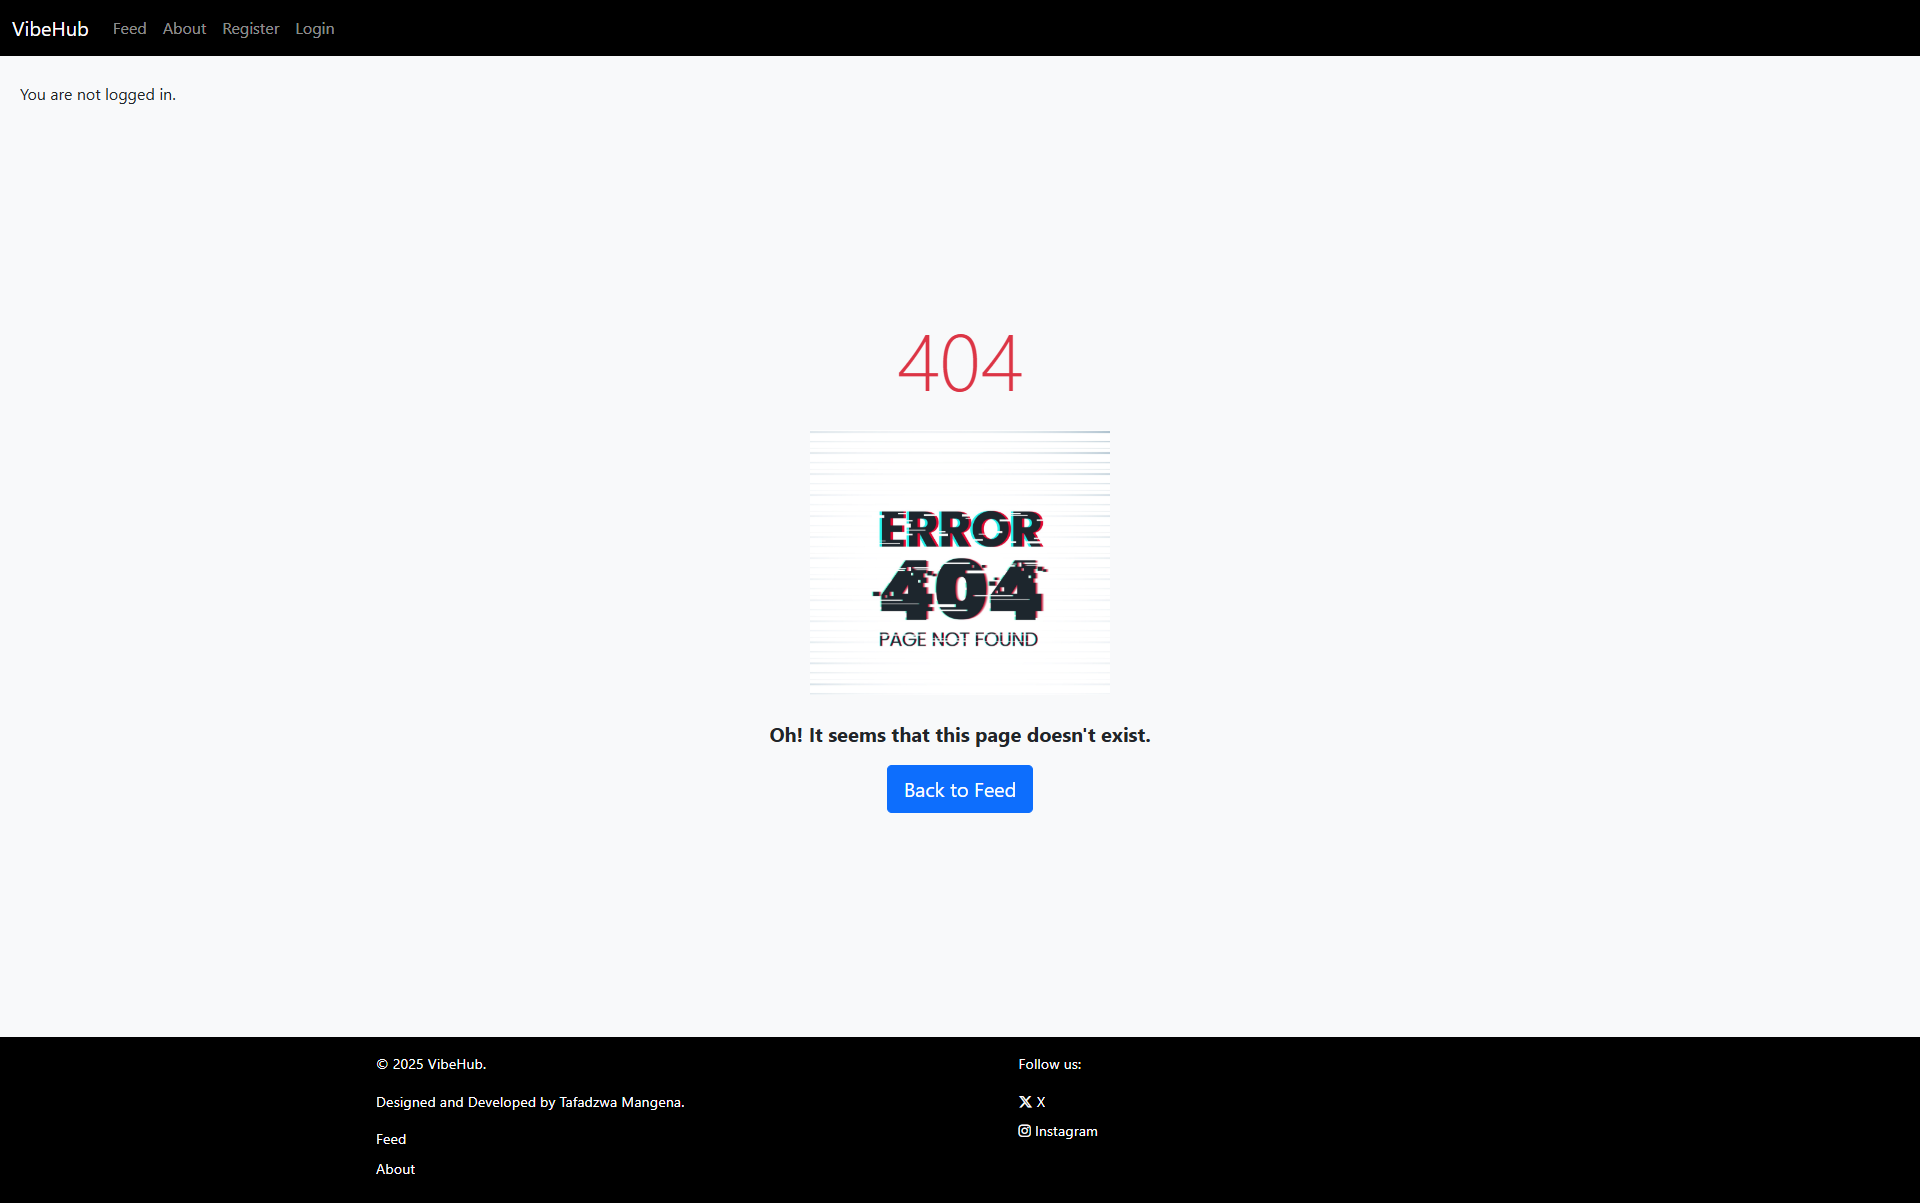 VibeHub Feed About Register Login
You are not logged in.
404
ERROR
404
PAGE NOT FOUND
Oh! It seems that this page doesn't exist.
Back to Feed
© 2025 VibeHub.
Designed and Developed by Tafadzwa Mangena.
Feed
About
Follow us:
X
Instagram